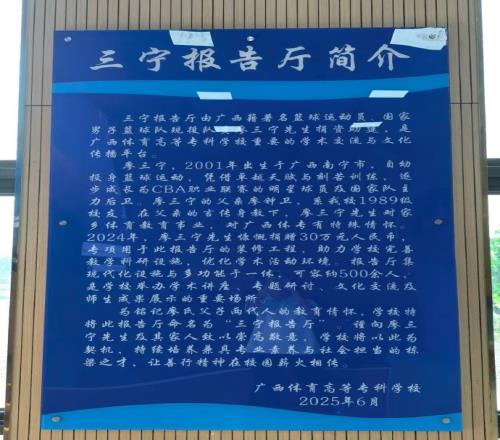 三宁报告厅简介
三宁报告厅由广西籍著名篮球运动员、国家
男子篮球队现役队 三宁先生捐资助建，是
广西体育高等专科学校重要的学术交流与文化
传播平台。
廖三宁，2001年出生于广西南宁市，自幼
投身篮球运动，凭借卓越天赋与刻苦训练，逐
步成长为CBA职业联赛的明星球员及国家队主
力后卫。廖三宁的父亲廖钟卫，系我校1989级
校友。在父亲的言传身教下，廖三宁先生对家
乡体育教育事业，对广西体专有特殊情怀。
2024年，廖三宁先生慷慨捐赠30万元人民币，
专项用于此报告厅的装修工程，助力学校完善
教学科研设施，优化学术活动环境。报告厅集
现代化设施与多功能于一体，可容约500余人，
是学校举办学术讲座、专题研讨、文化交流及
师生成果展示的重要场所
为铭记廖氏父子两代人的教育情怀，学校特
将此报告厅命名为“三宁报告厅”。谨向廖三
宁先生及其家人致以崇高敬意，学校将以此为
契机，持续培养兼具专业素养与社会担当的栋
梁之才，让善行精神在校园薪火相传。
广西体育高等专科学校
2025年6月